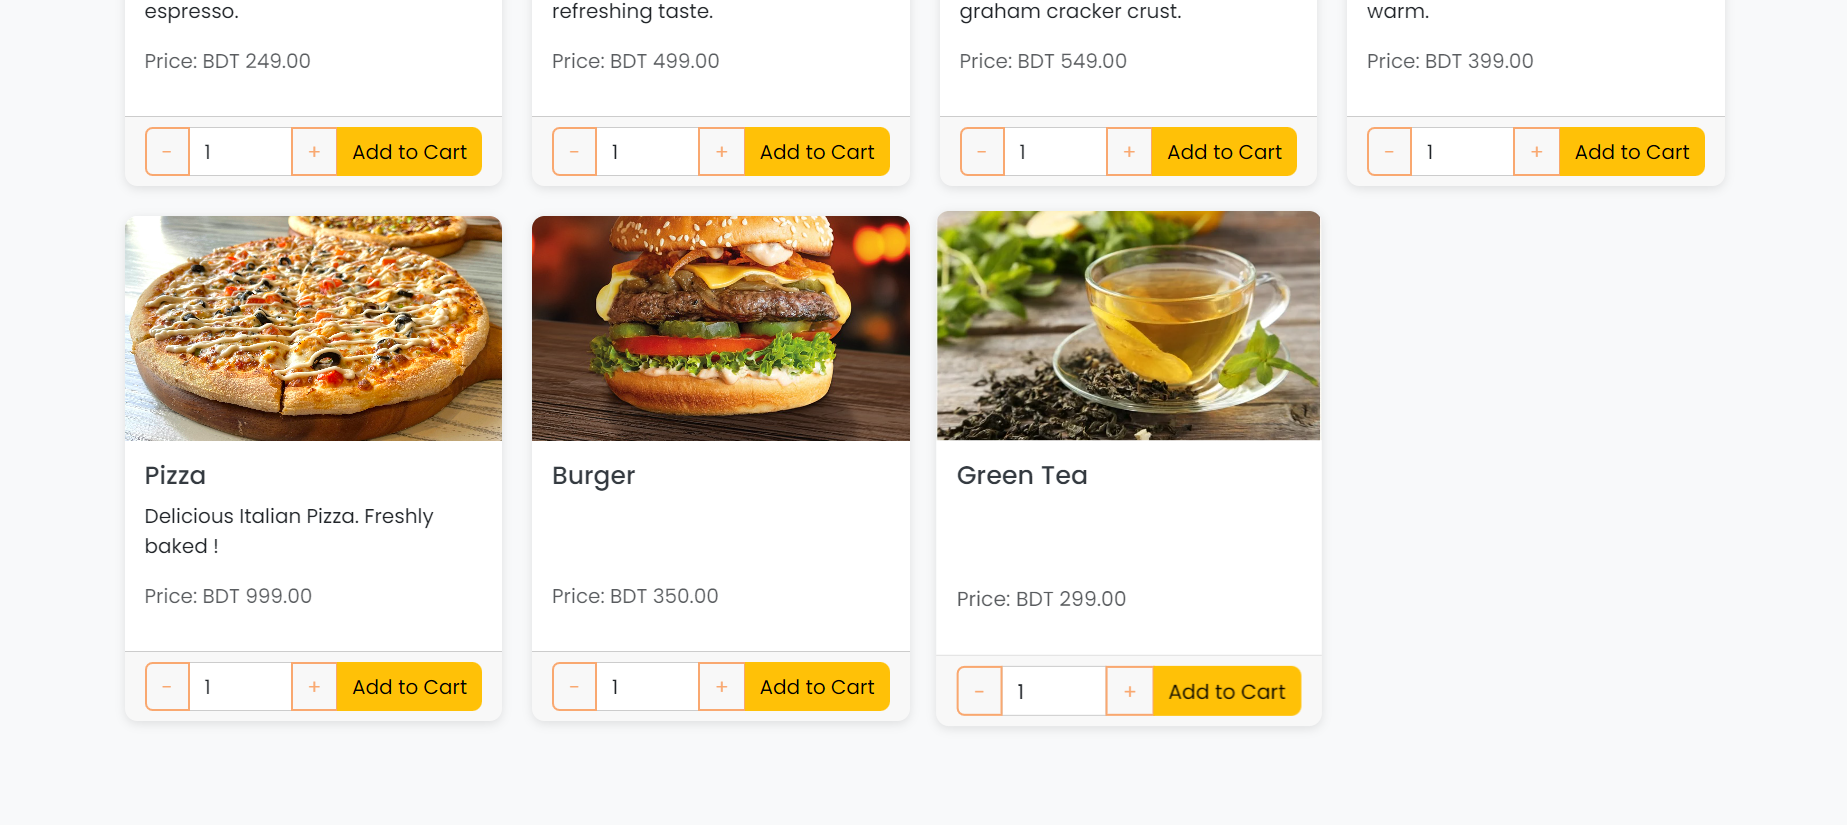 espresso.
refreshing taste.
graham cracker crust.
warm.
Price: BDT 249.00
Price: BDT 499.00
Price: BDT 549.00
Price: BDT 399.00
- 1 + Add to Cart
- 1 + Add to Cart
- 1 + Add to Cart
- 1 + Add to Cart
Pizza
Delicious Italian Pizza. Freshly
baked !
Price: BDT 999.00
- 1 + Add to Cart
Burger
Price: BDT 350.00
- 1 + Add to Cart
Green Tea
Price: BDT 299.00
- 1 + Add to Cart